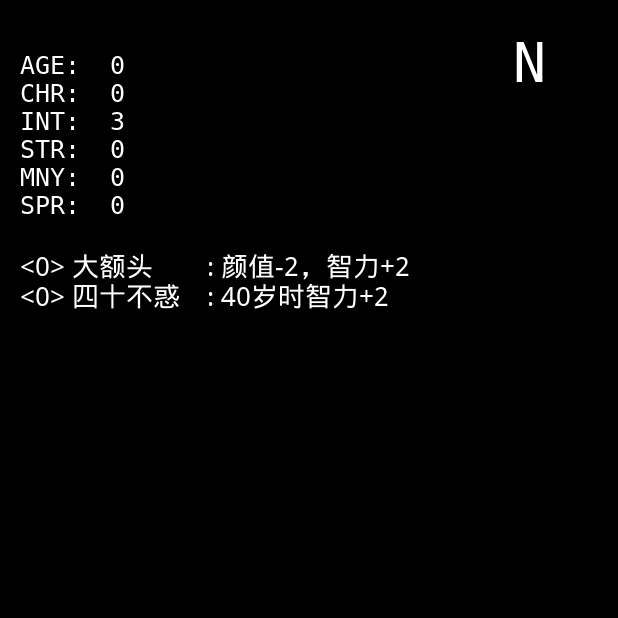 N
AGE: 0
CHR: 0
INT: 3
STR: 0
MNY: 0
SPR: 0
<0> 大额头 : 颜值-2，智力+2
<0> 四十不惑 : 40岁时智力+2